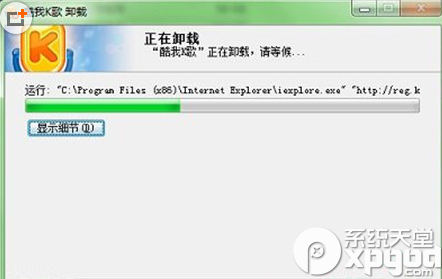 酷我K歌 卸载
K
正在卸载
“酷我K歌”正在卸载，请等候...
运行: "C:\Program Files (x86)\Internet Explorer\iexplore.exe" "http://reg.k
显示细节(D)
系统天堂
xpgod